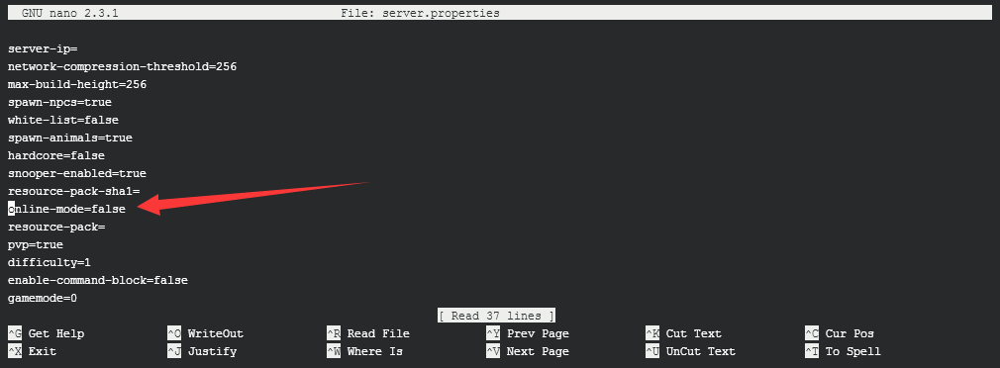 GNU nano 2.3.1 File: server.properties
server-ip=
network-compression-threshold=256
max-build-height=256
spawn-npcs=true
white-list=false
spawn-animals=true
hardcore=false
snooper-enabled=true
resource-pack-sha1=
online-mode=false
resource-pack=
pvp=true
difficulty=1
enable-command-block=false
gamemode=0
[ Read 37 lines ]
^G Get Help ^O WriteOut ^R Read File ^Y Prev Page ^K Cut Text ^C Cur Pos
^X Exit ^J Justify ^W Where Is ^V Next Page ^U UnCut Text ^T To Spell